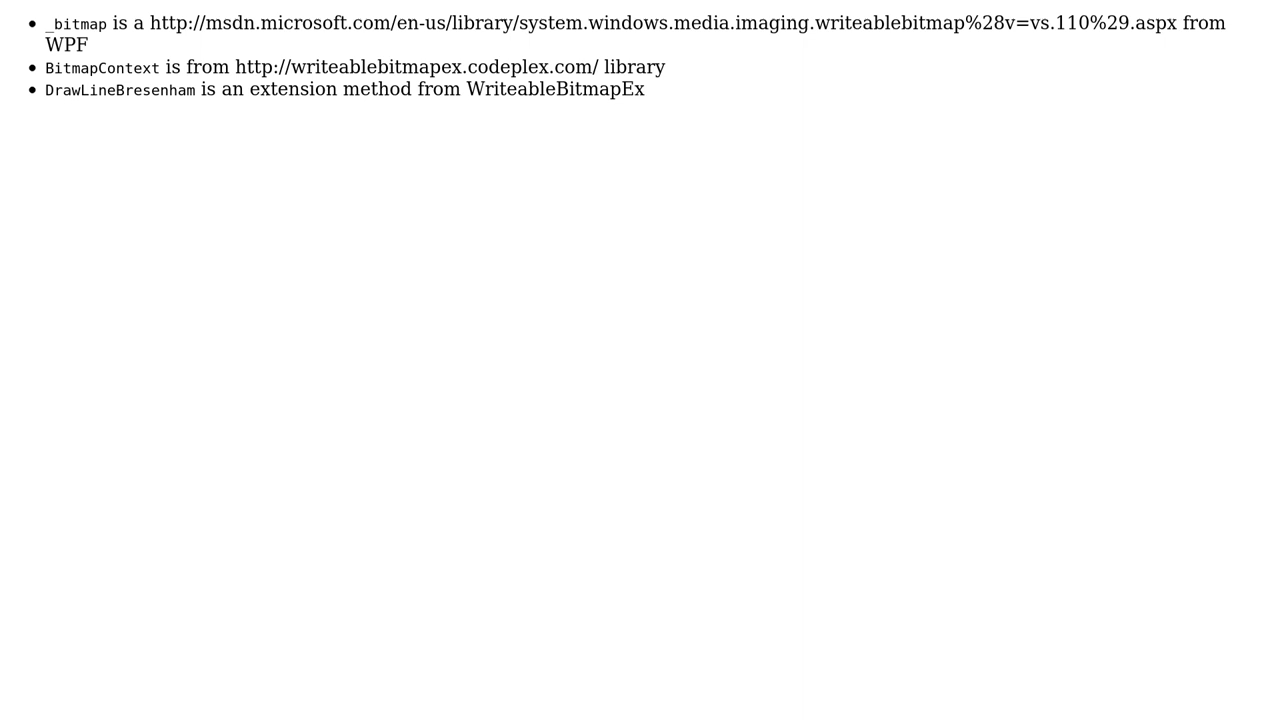 • _bitmap is a http://msdn.microsoft.com/en-us/library/system.windows.media.imaging.writeablebitmap%28v=vs.110%29.aspx from
WPF
• BitmapContext is from http://writeablebitmapex.codeplex.com/ library
• DrawLineBresenham is an extension method from WriteableBitmapEx